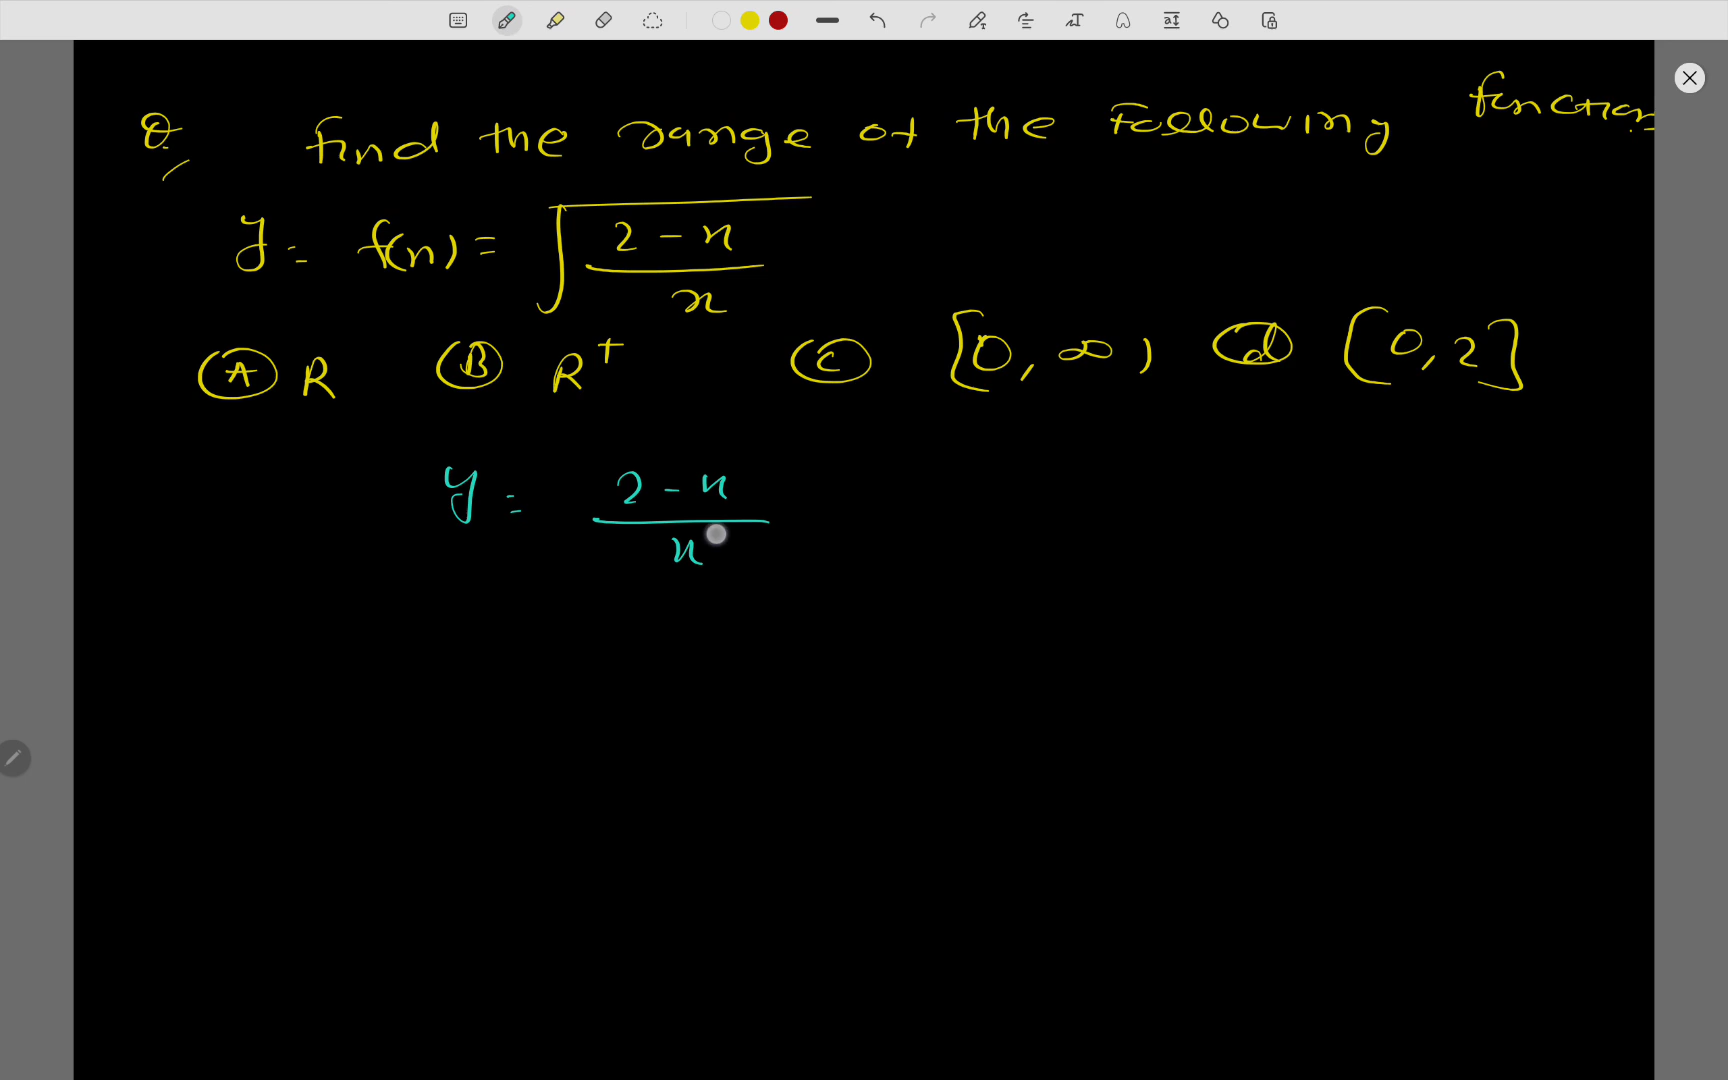 Q. Find the range of the Following function
y = f(x) = √((2 - x)/x)
(A) R (B) R⁺ (C) [0, ∞) (d) [0, 2]
y = (2 - x)/x